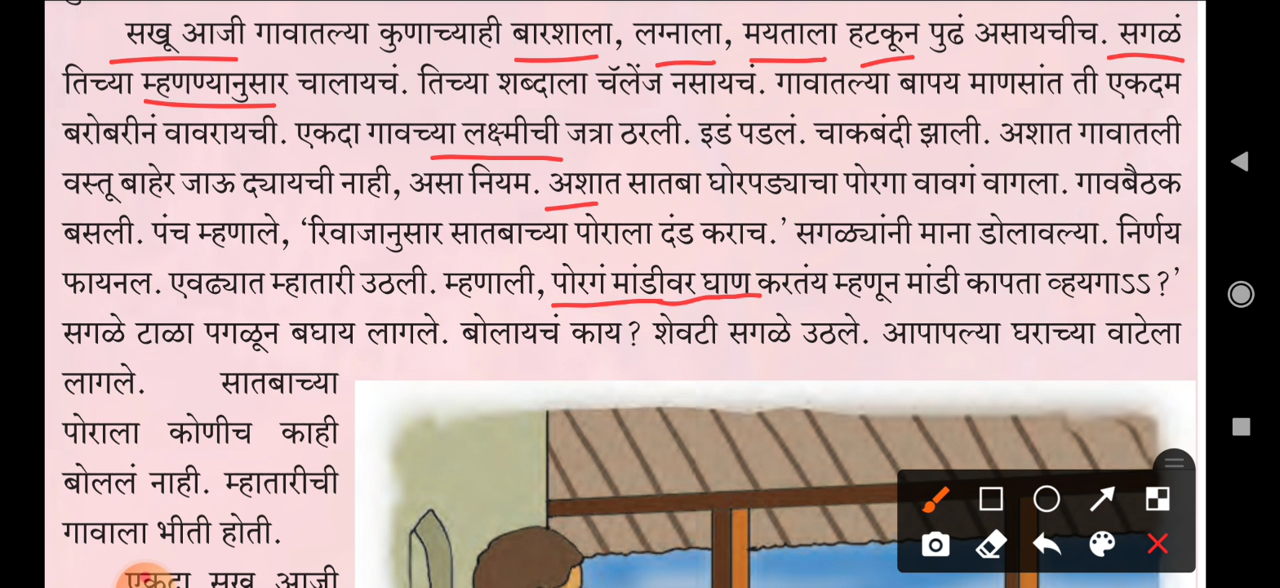 सखू आजी गावातल्या कुणाच्याही बारशाला, लग्नाला, मयताला हटकून पुढं असायचीच. सगळं
तिच्या म्हणण्यानुसार चालायचं. तिच्या शब्दाला चॅलेंज नसायचं. गावातल्या बापय माणसांत ती एकदम
बरोबरीनं वावरायची. एकदा गावच्या लक्ष्मीची जत्रा ठरली. इडं पडलं. चाकबंदी झाली. अशात गावातली
वस्तू बाहेर जाऊ द्यायची नाही, असा नियम. अशात सातबा घोरपड्याचा पोरगा वावगं वागला. गावबैठक
बसली. पंच म्हणाले, ‘रिवाजानुसार सातबाच्या पोराला दंड कराच.’ सगळ्यांनी माना डोलावल्या. निर्णय
फायनल. एवढ्यात म्हातारी उठली. म्हणाली, पोरगं मांडीवर घाण करतंय म्हणून मांडी कापता व्हयगाऽऽ?’
सगळे टाळा पगळून बघाय लागले. बोलायचं काय? शेवटी सगळे उठले. आपापल्या घराच्या वाटेला
लागले. सातबाच्या
पोराला कोणीच काही
बोललं नाही. म्हातारीची
गावाला भीती होती.
एकदा सखू आजी